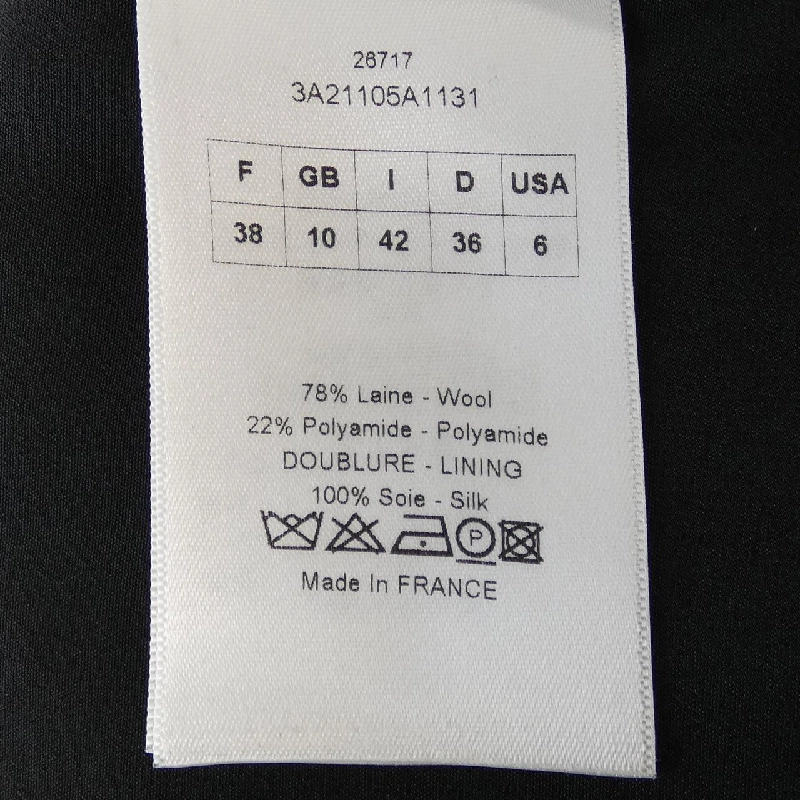 26717
3A21105A1131
F GB I D USA
38 10 42 36 6
78% Laine - Wool
22% Polyamide - Polyamide
DOUBLURE - LINING
100% Soie - Silk
P
Made In FRANCE